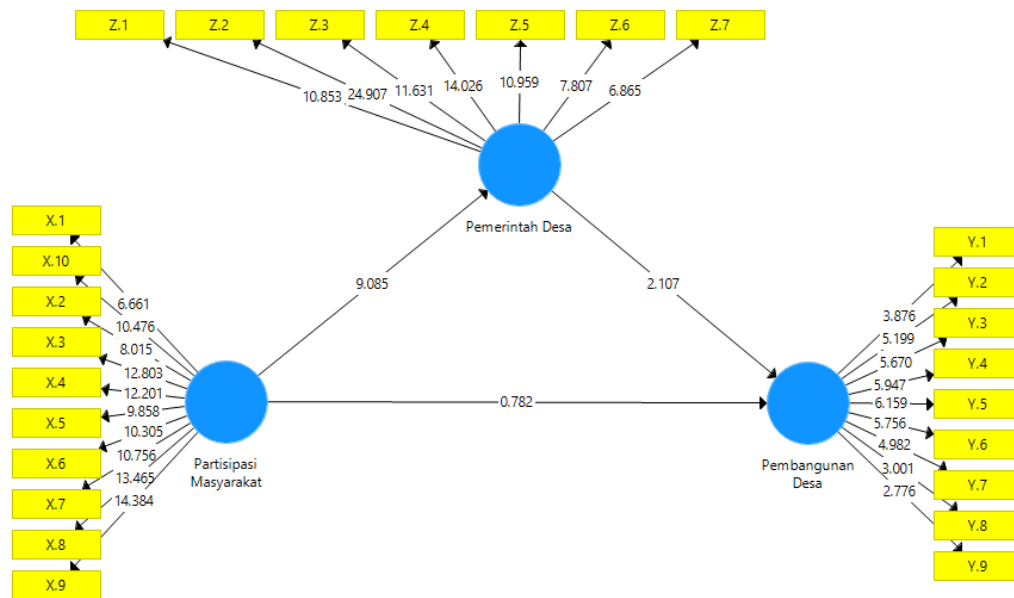 Z.1
Z.2
Z.3
Z.4
Z.5
Z.6
Z.7
10.853
24.907
11.631
14.026
10.959
7.807
6.865
Pemerintah Desa
X.1
X.10
X.2
X.3
X.4
X.5
X.6
X.7
X.8
X.9
6.661
10.476
8.015
12.803
12.201
9.858
10.305
10.756
13.465
14.384
Partisipasi
Masyarakat
9.085
2.107
0.782
Pembangunan
Desa
3.876
5.199
5.670
5.947
6.159
5.756
4.982
3.001
2.776
Y.1
Y.2
Y.3
Y.4
Y.5
Y.6
Y.7
Y.8
Y.9